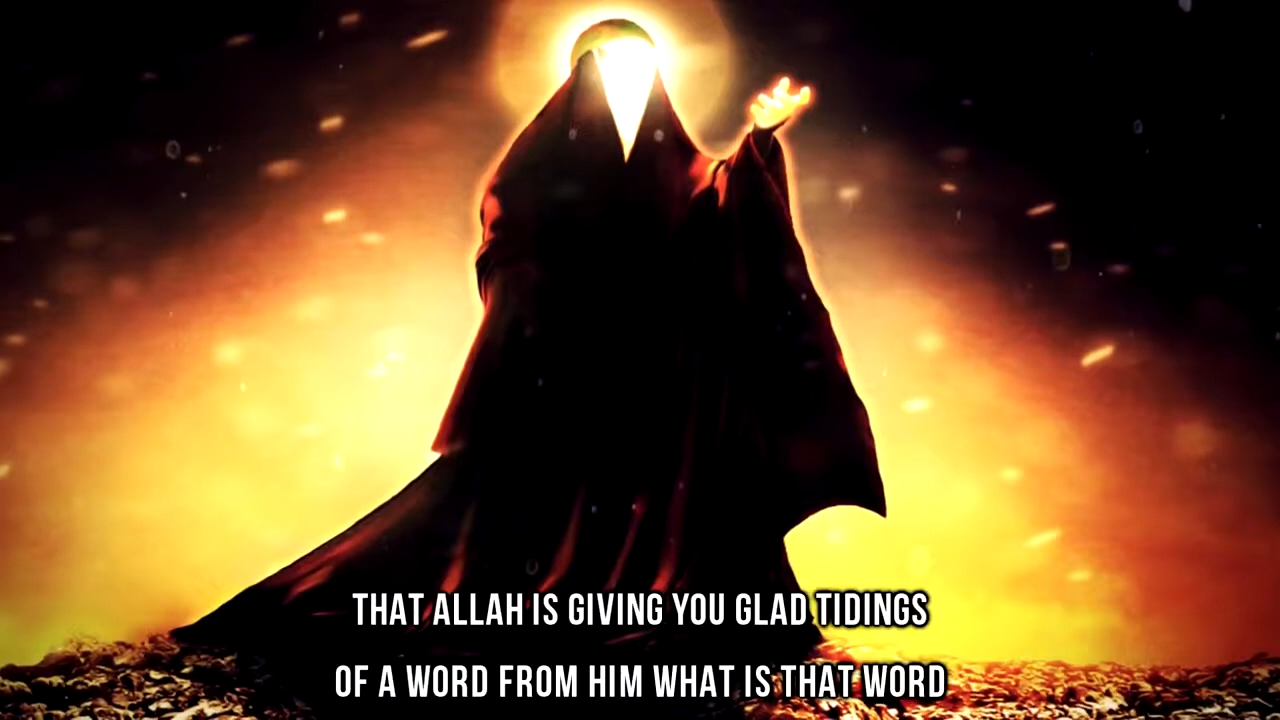 THAT ALLAH IS GIVING YOU GLAD TIDINGS
OF A WORD FROM HIM WHAT IS THAT WORD